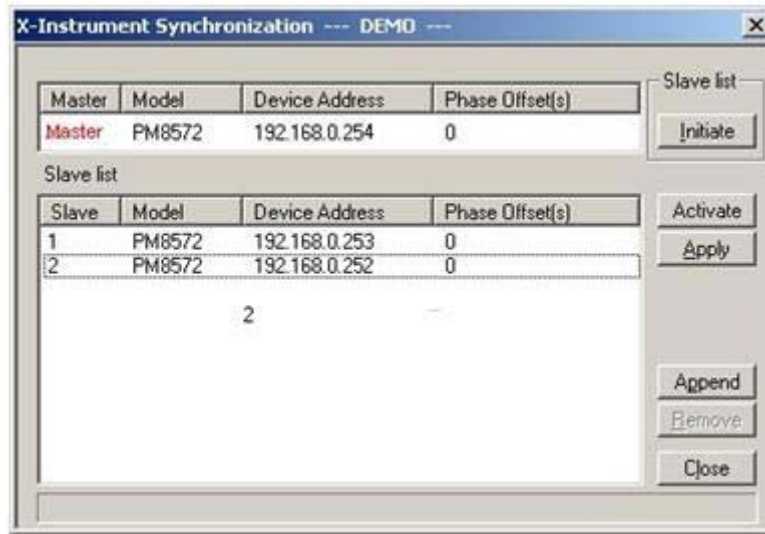 X-Instrument Synchronization --- DEMO ---
Slave list
Master Model Device Address Phase Offset(s)
Master PM8572 192.168.0.254 0
Initiate
Slave list
Slave Model Device Address Phase Offset(s)
1 PM8572 192.168.0.253 0
2 PM8572 192.168.0.252 0
2
Activate
Apply
Append
Remove
Close